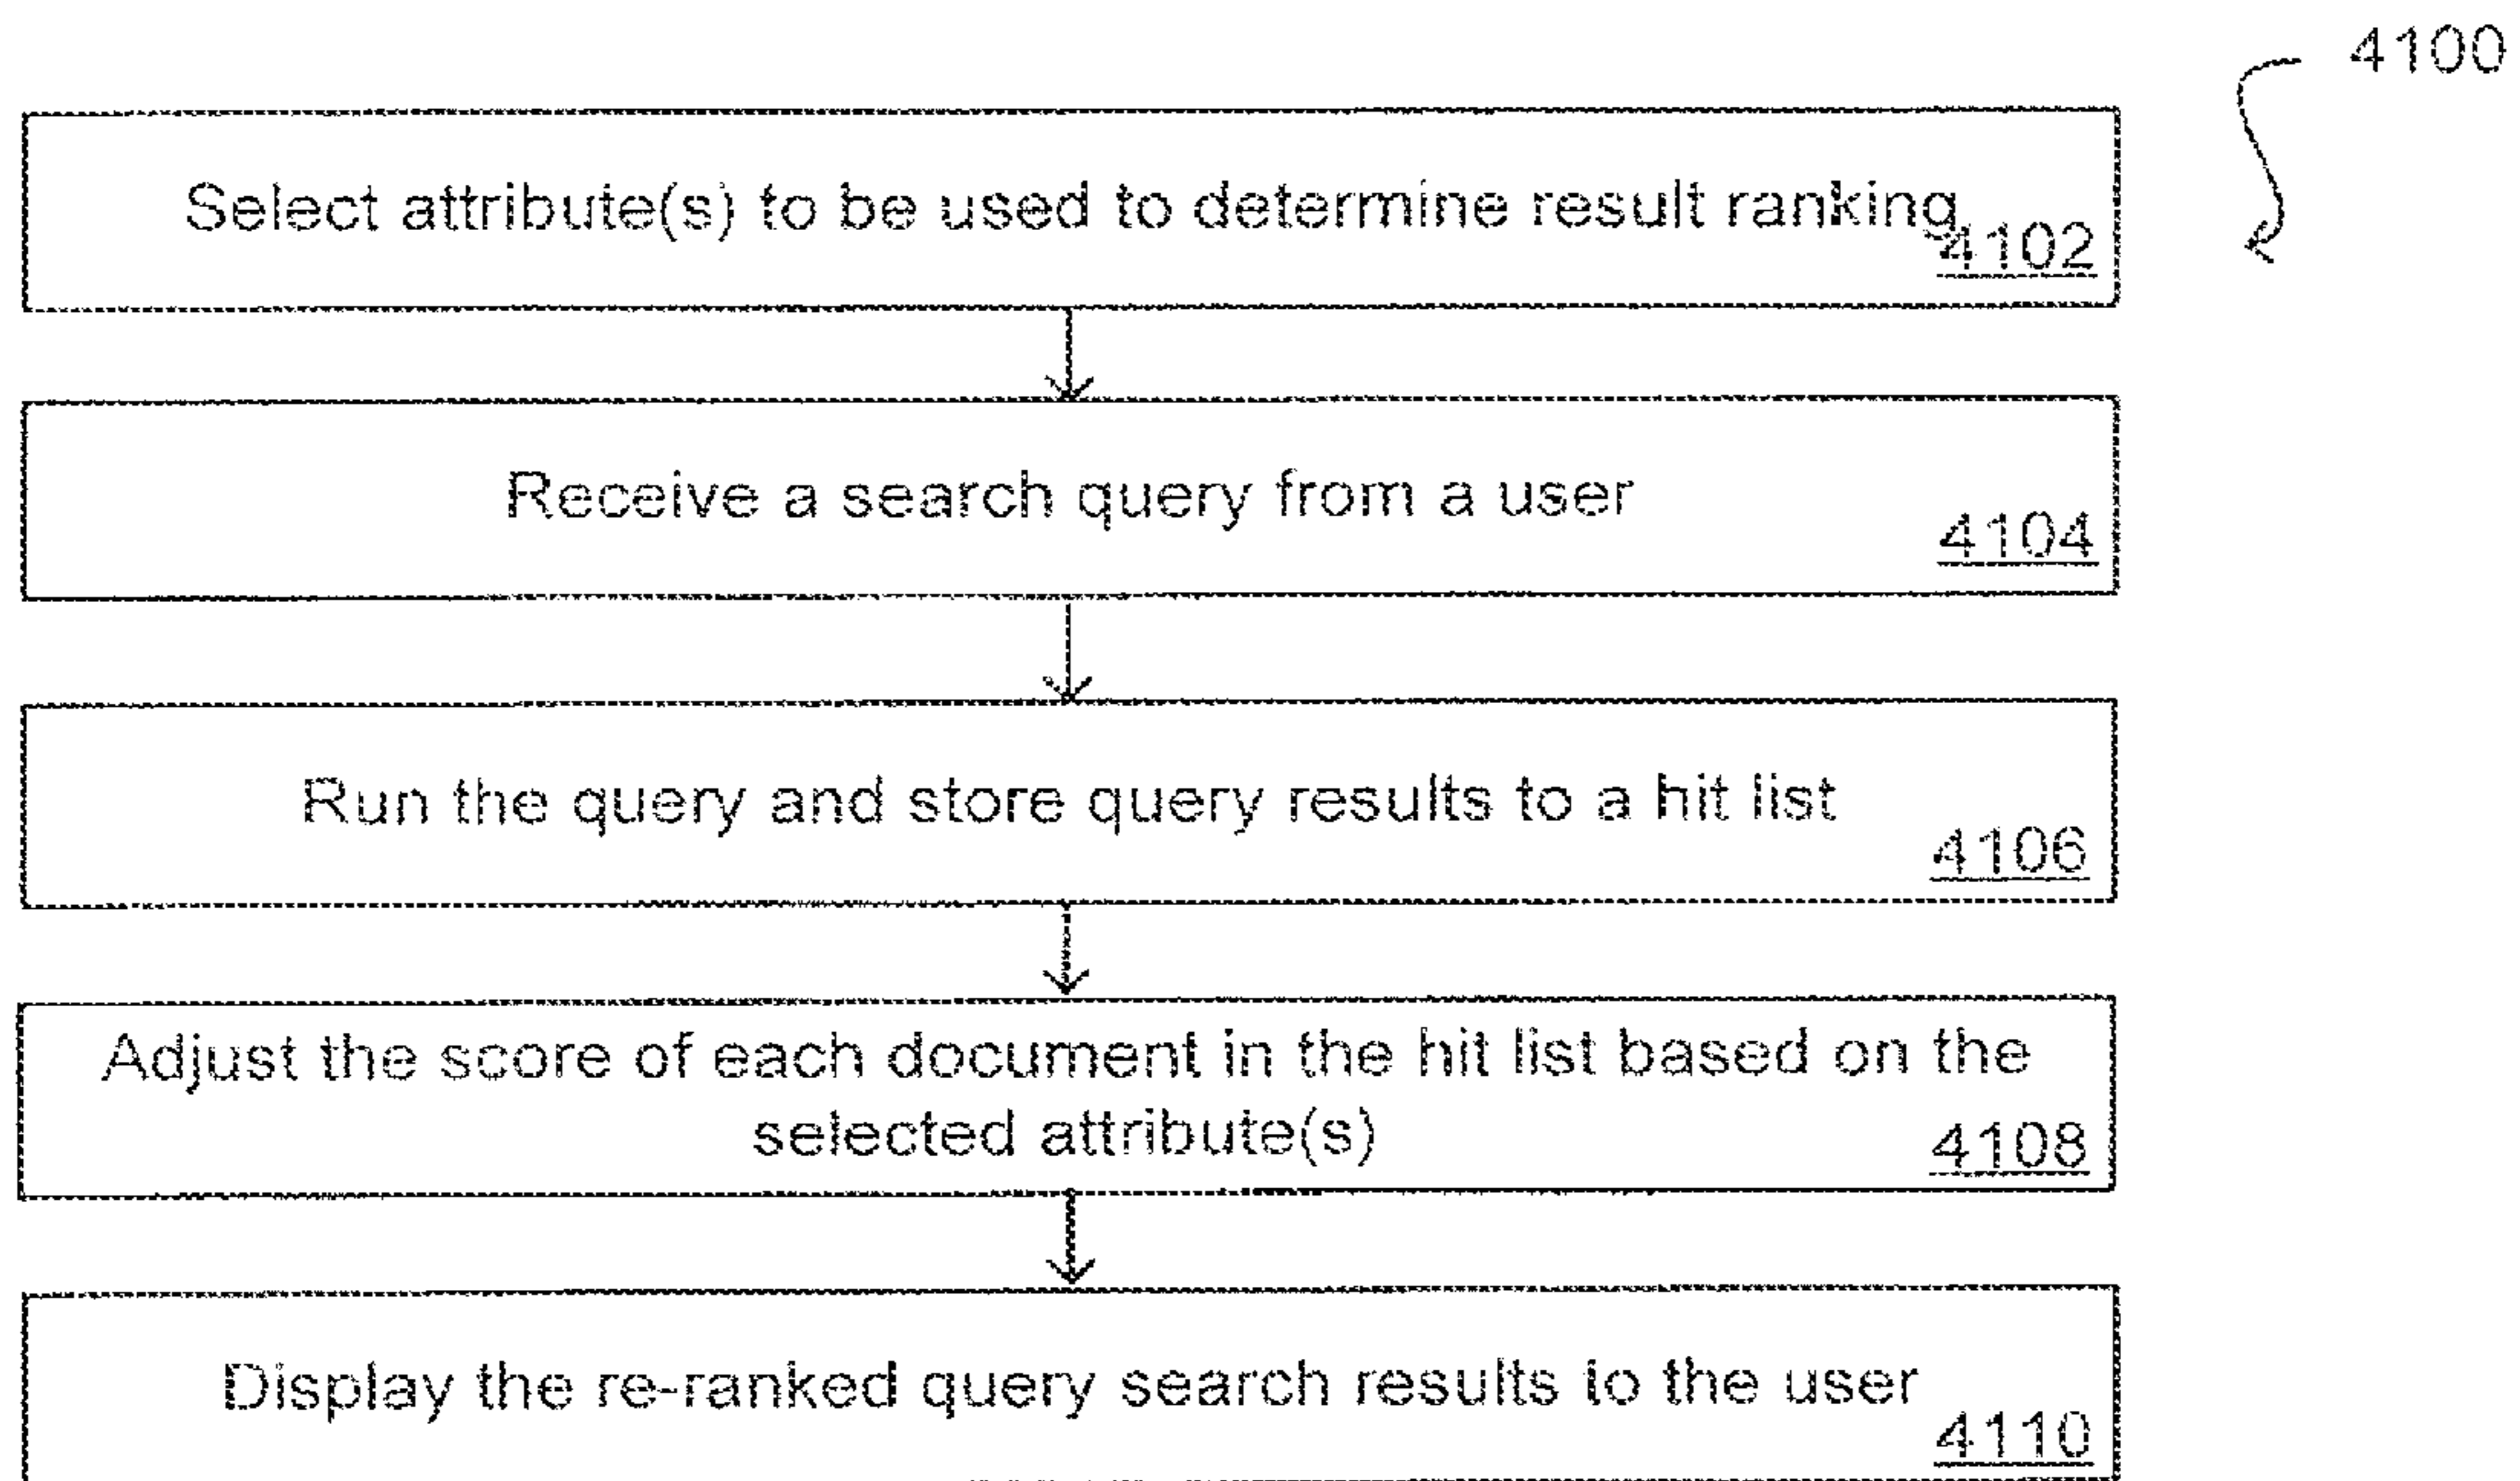 4100
Select attribute(s) to be used to determine result ranking
4102
Receive a search query from a user
4104
Run the query and store query results to a hit list
4106
Adjust the score of each document in the hit list based on the
selected attribute(s)
4108
Display the re-ranked query search results to the user
4110